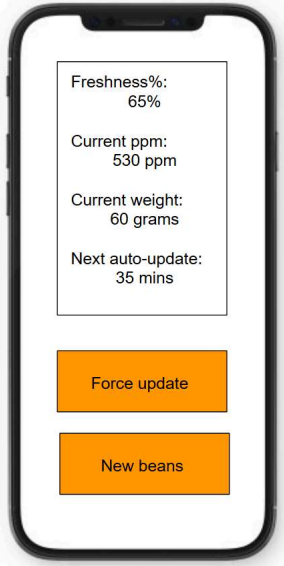 Freshness%:
65%
Current ppm:
530 ppm
Current weight:
60 grams
Next auto-update:
35 mins
Force update
New beans